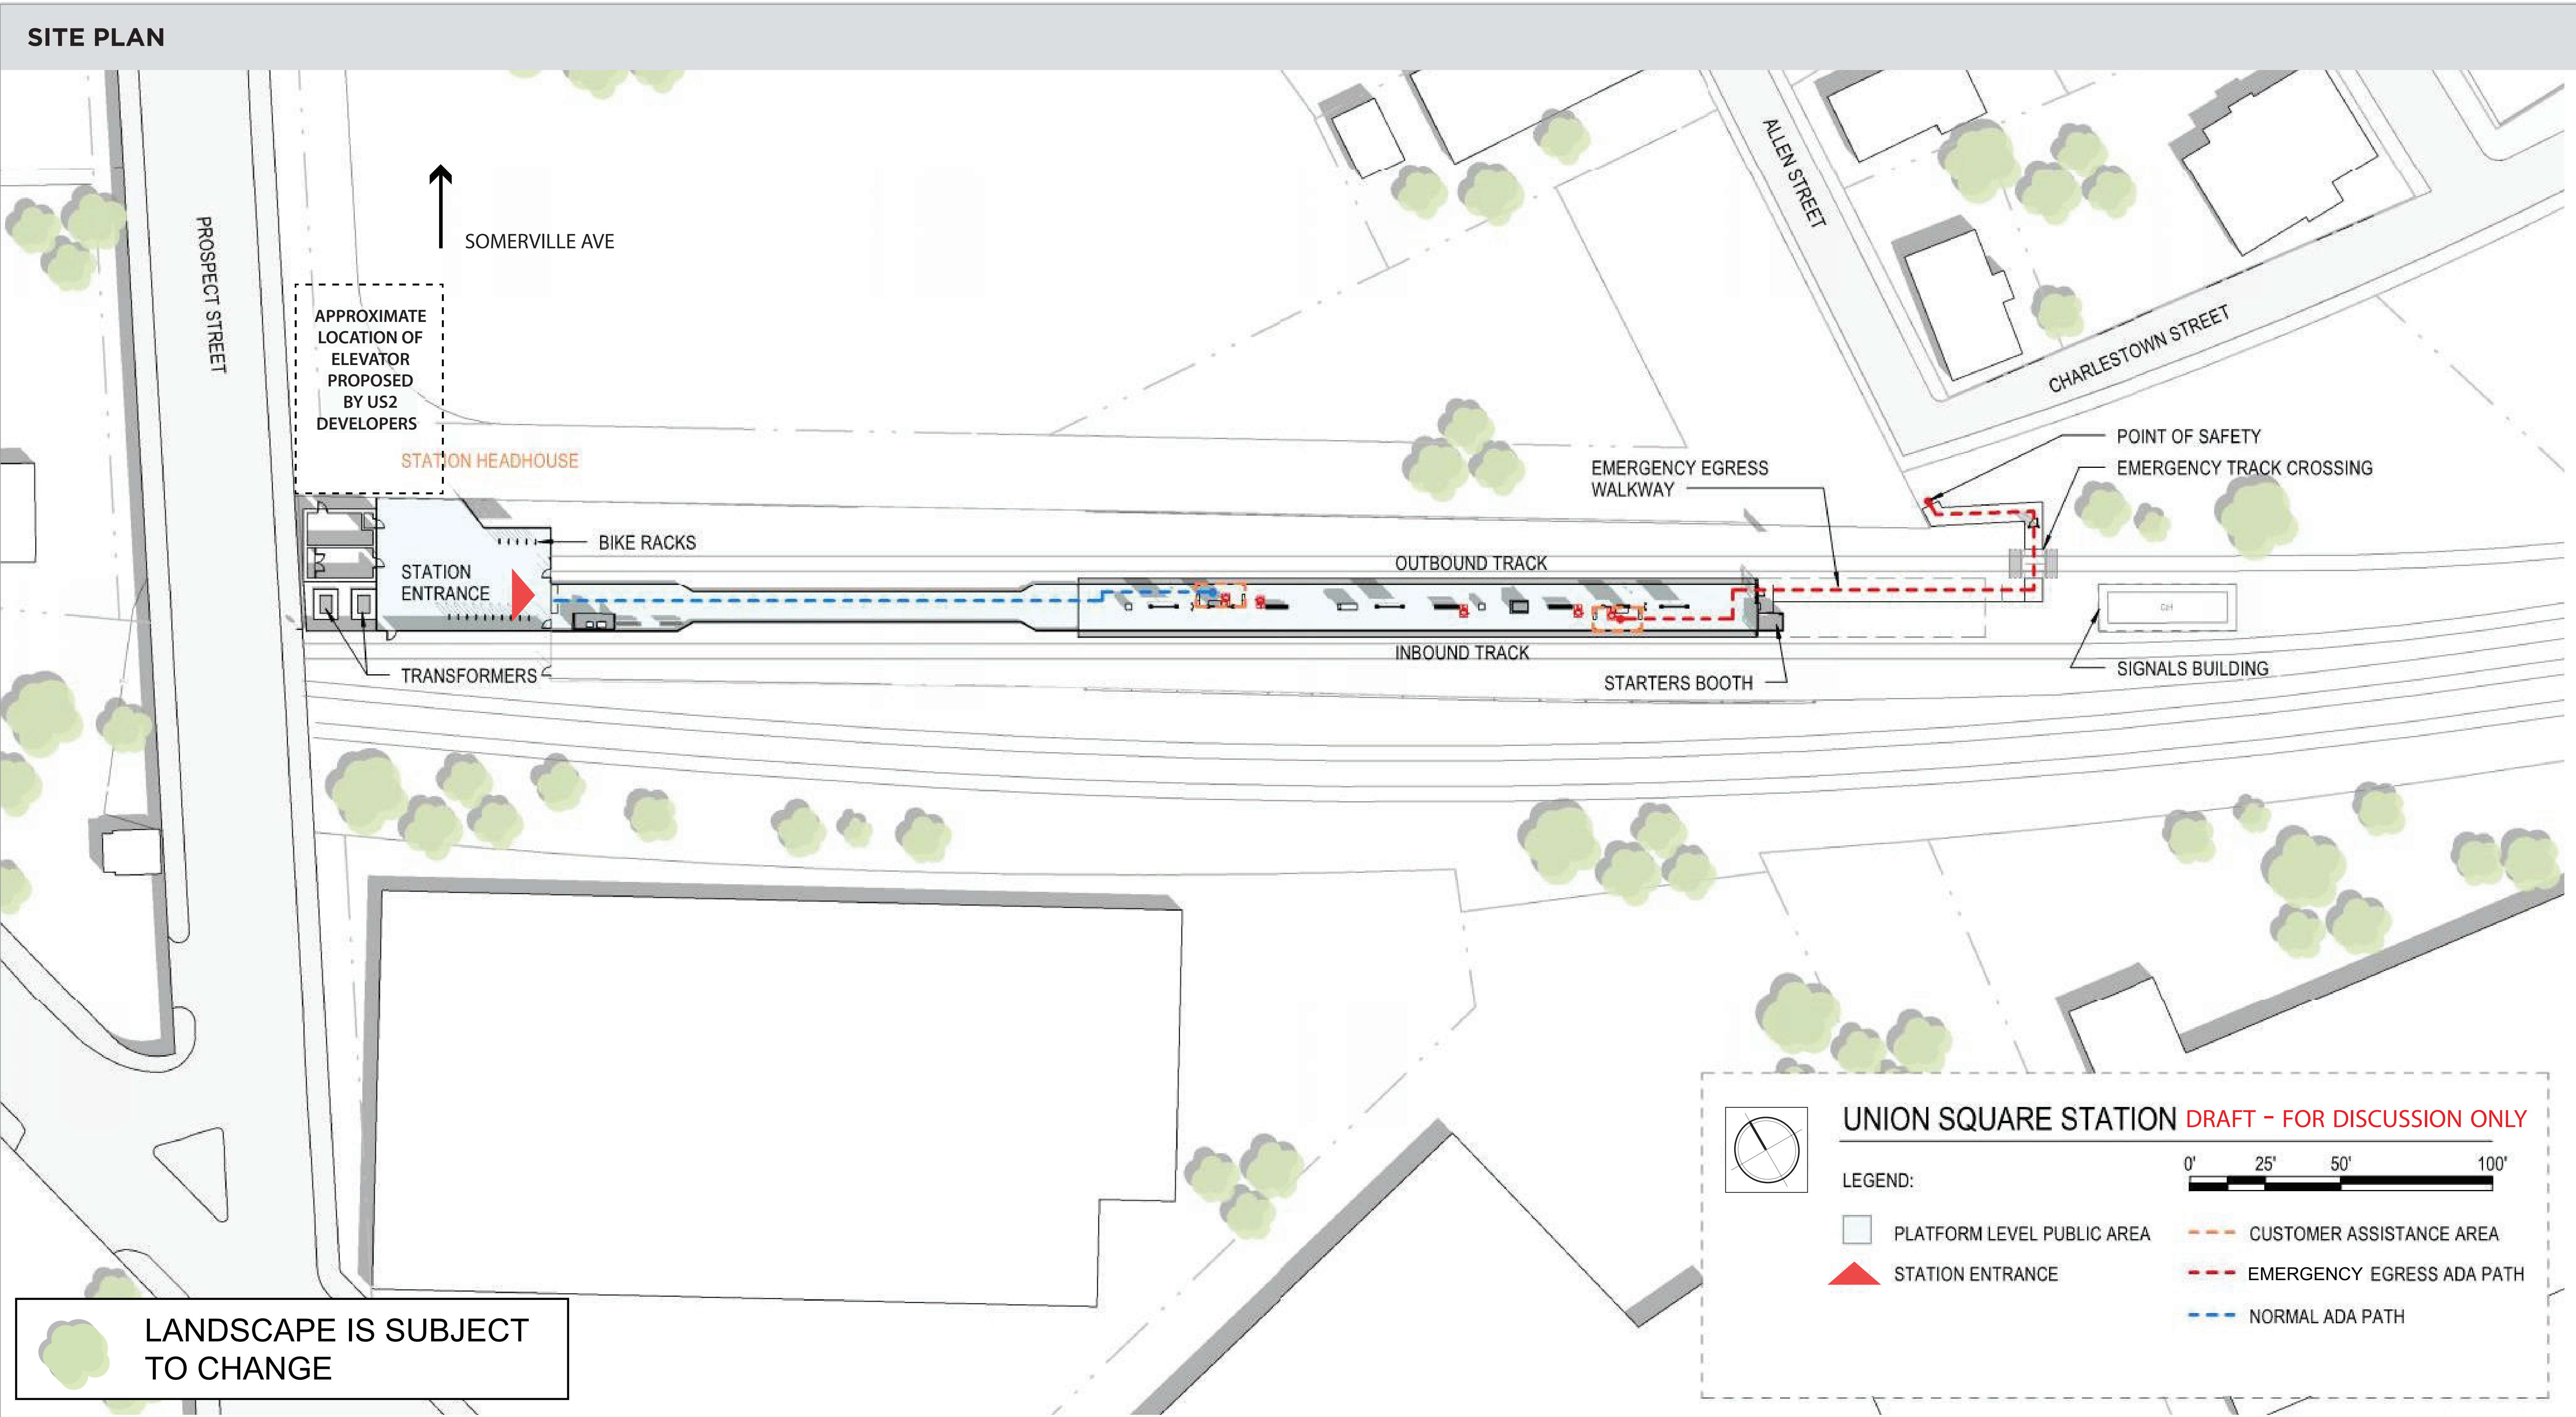 SITE PLAN
PROSPECT STREET
SOMERVILLE AVE
APPROXIMATE
LOCATION OF
ELEVATOR
PROPOSED
BY US2
DEVELOPERS
STATION HEADHOUSE
BIKE RACKS
STATION
ENTRANCE
TRANSFORMERS
OUTBOUND TRACK
INBOUND TRACK
EMERGENCY EGRESS
WALKWAY
STARTERS BOOTH
ALLEN STREET
CHARLESTOWN STREET
POINT OF SAFETY
EMERGENCY TRACK CROSSING
SIGNALS BUILDING
UNION SQUARE STATION DRAFT - FOR DISCUSSION ONLY
LEGEND:
0' 25' 50' 100'
PLATFORM LEVEL PUBLIC AREA
STATION ENTRANCE
CUSTOMER ASSISTANCE AREA
EMERGENCY EGRESS ADA PATH
NORMAL ADA PATH
LANDSCAPE IS SUBJECT
TO CHANGE